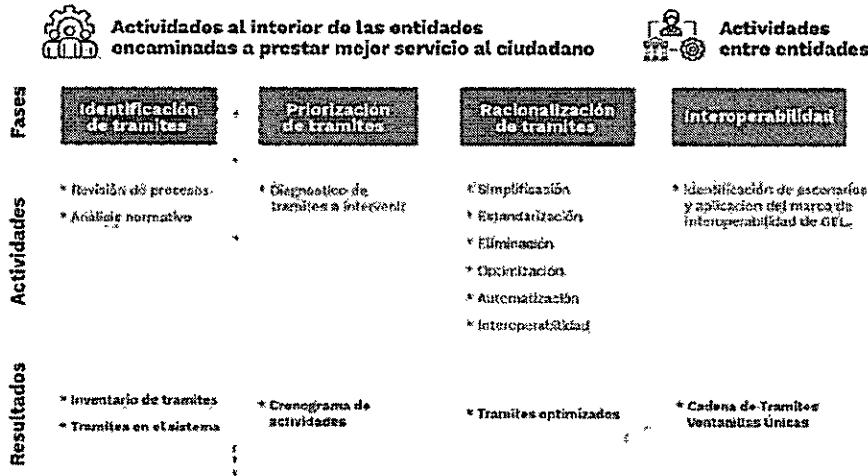 Actividades al interior de las entidades
encaminadas a prestar mejor servicio al ciudadano
Actividades
entre entidades
Fases
Identificación
de tramites
Priorización
de tramites
Racionalización
de tramites
Interoperabilidad
Actividades
* Revisión de procesos.
* Análisis normativo
* Diagnostico de
tramites a intervenir
* Simplificación
* Estandarización
* Eliminación
* Optimización
* Automatización
* Interoperabilidad
* Identificación de escenarios
y aplicacion del marco de
interoperabilidad de GEL.
Resultados
* Inventario de tramites
* Tramites en el sistema
* Cronograma de
actividades
* Tramites optimizados
* Cadena de Tramites
Ventanillas Únicas